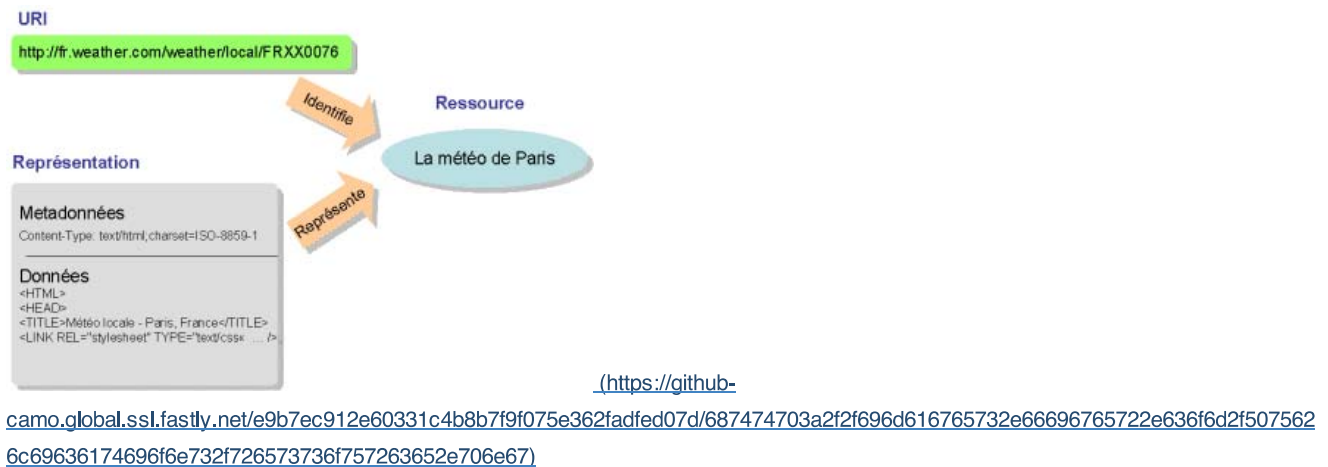 URI
http://fr.weather.com/weather/local/FRXX0076
Identifie
Ressource
La météo de Paris
Représentation
Représente
Metadonnées
Content-Type: text/html;charset=ISO-8859-1
Données
<HTML>
<HEAD>
<TITLE>Météo locale - Paris, France</TITLE>
<LINK REL="stylesheet" TYPE="text/css« ... />
(https://github-
camo.global.ssl.fastly.net/e9b7ec912e60331c4b8b7f9f075e362fadfed07d/687474703a2f2f696d616765732e66696765722e636f6d2f507562
6c69636174696f6e732f726573736f757263652e706e67)